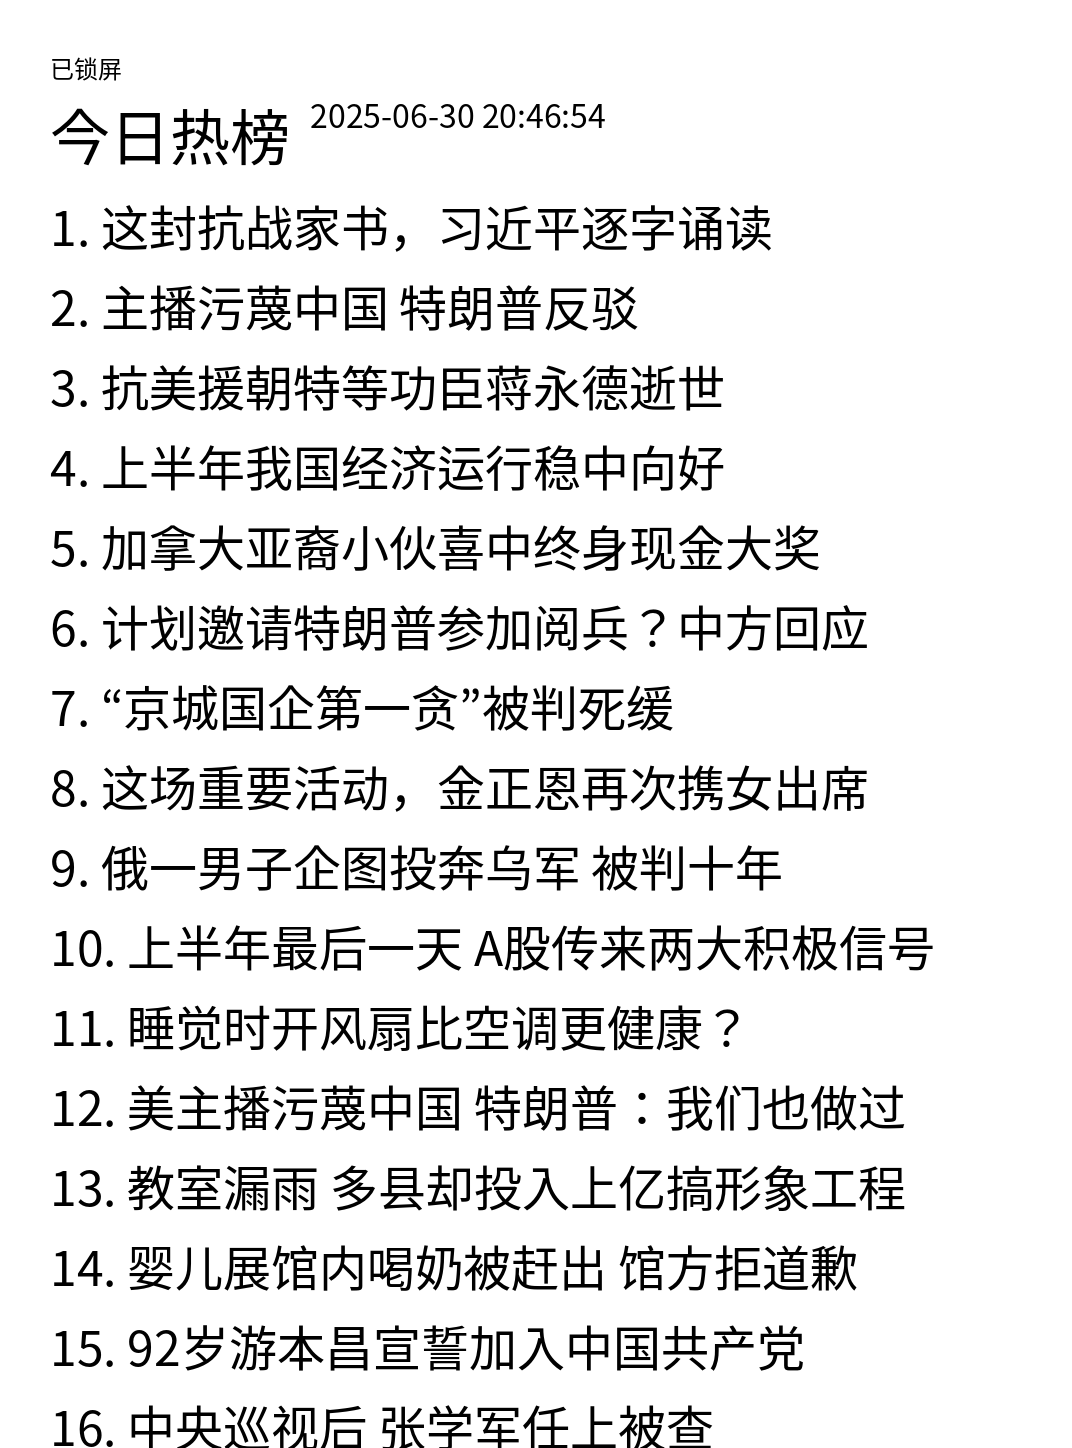 已锁屏
今日热榜 2025-06-30 20:46:54
1. 这封抗战家书，习近平逐字诵读
2. 主播污蔑中国 特朗普反驳
3. 抗美援朝特等功臣蒋永德逝世
4. 上半年我国经济运行稳中向好
5. 加拿大亚裔小伙喜中终身现金大奖
6. 计划邀请特朗普参加阅兵？中方回应
7. “京城国企第一贪”被判死缓
8. 这场重要活动，金正恩再次携女出席
9. 俄一男子企图投奔乌军 被判十年
10. 上半年最后一天 A股传来两大积极信号
11. 睡觉时开风扇比空调更健康？
12. 美主播污蔑中国 特朗普：我们也做过
13. 教室漏雨 多县却投入上亿搞形象工程
14. 婴儿展馆内喝奶被赶出 馆方拒道歉
15. 92岁游本昌宣誓加入中国共产党
16. 中央巡视后 张学军任上被查